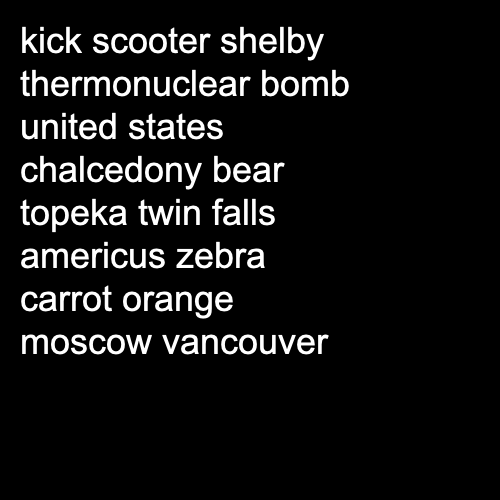 kick scooter shelby
thermonuclear bomb
united states
chalcedony bear
topeka twin falls
americus zebra
carrot orange
moscow vancouver